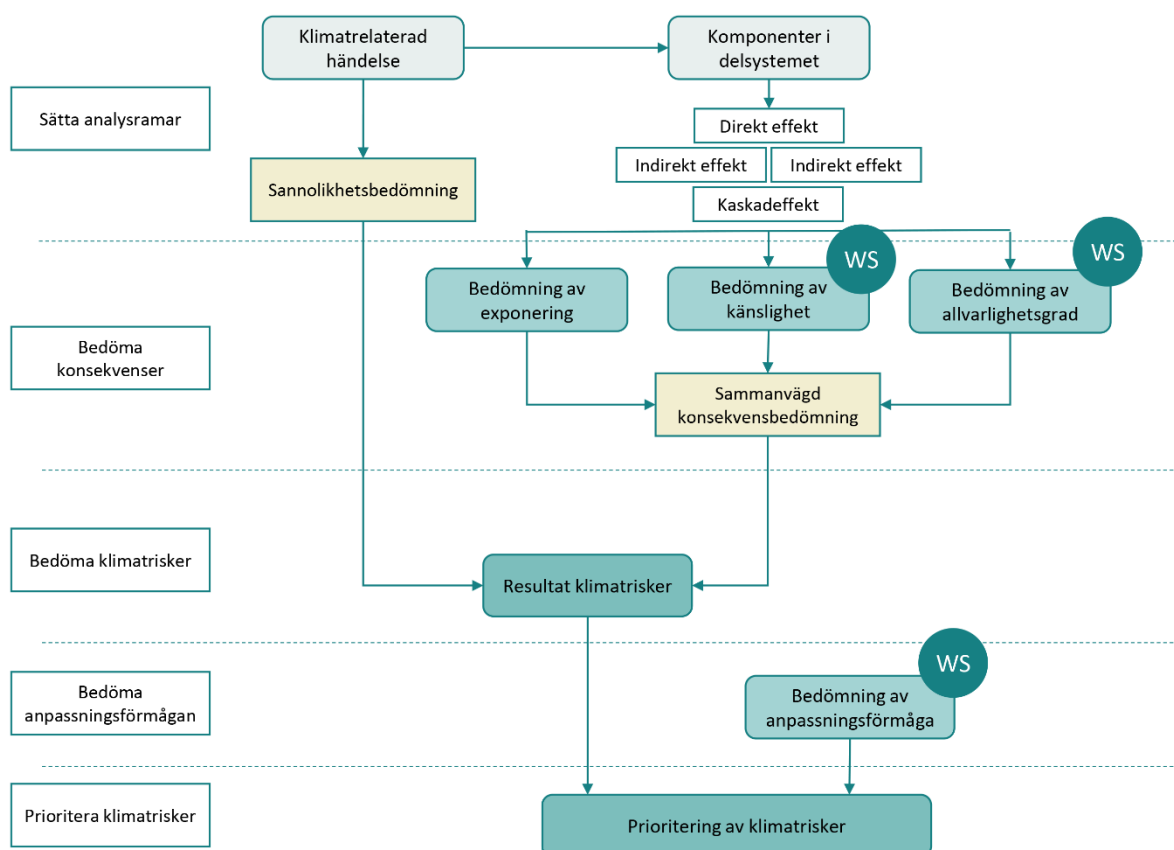 Klimatrelaterad
händelse
Komponenter i
delsystemet
Sätta analysramar
Direkt effekt
Indirekt effekt
Indirekt effekt
Sannolikhetsbedömning
Kaskadeffekt
WS
WS
Bedömning av
exponering
Bedömning av
känslighet
Bedömning av
allvarlighetsgrad
Bedöma
konsekvenser
Sammanvägd
konsekvensbedömning
Bedöma klimatrisker
Resultat klimatrisker
WS
Bedöma
anpassningsförmågan
Bedömning av
anpassningsförmåga
Prioritera klimatrisker
Prioritering av klimatrisker